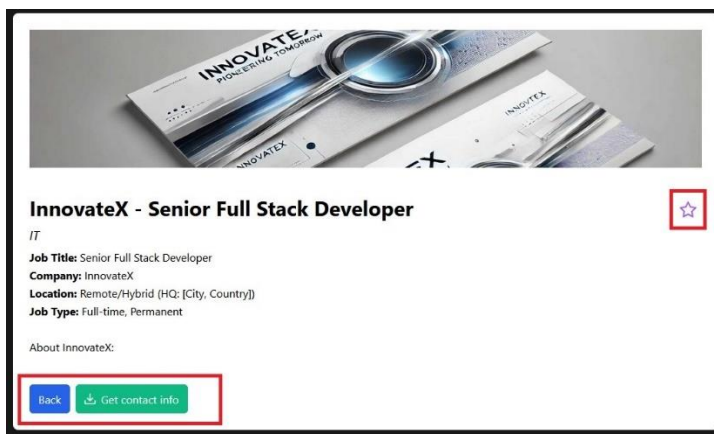 INNOVATEX
PIONEERING TOMORROW
INNOVATEX
INNOVTEX
InnovateX - Senior Full Stack Developer
IT
Job Title: Senior Full Stack Developer
Company: InnovateX
Location: Remote/Hybrid (HQ: [City, Country])
Job Type: Full-time, Permanent
About InnovateX:
Back
Get contact info